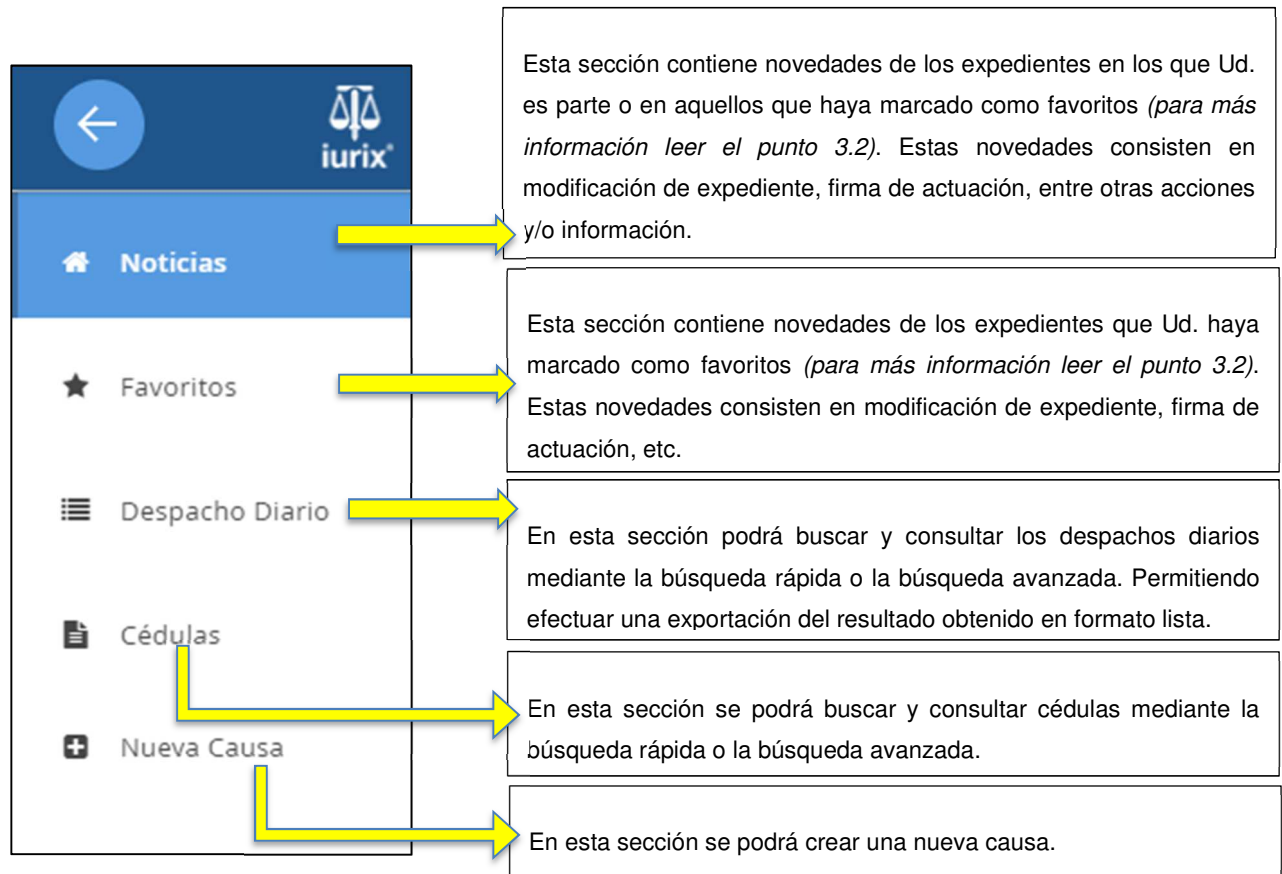 iurix
Noticias
Favoritos
Despacho Diario
Cédulas
Nueva Causa
Esta sección contiene novedades de los expedientes en los que Ud.
es parte o en aquellos que haya marcado como favoritos (para más
información leer el punto 3.2). Estas novedades consisten en
modificación de expediente, firma de actuación, entre otras acciones
y/o información.
Esta sección contiene novedades de los expedientes que Ud. haya
marcado como favoritos (para más información leer el punto 3.2).
Estas novedades consisten en modificación de expediente, firma de
actuación, etc.
En esta sección podrá buscar y consultar los despachos diarios
mediante la búsqueda rápida o la búsqueda avanzada. Permitiendo
efectuar una exportación del resultado obtenido en formato lista.
En esta sección se podrá buscar y consultar cédulas mediante la
búsqueda rápida o la búsqueda avanzada.
En esta sección se podrá crear una nueva causa.